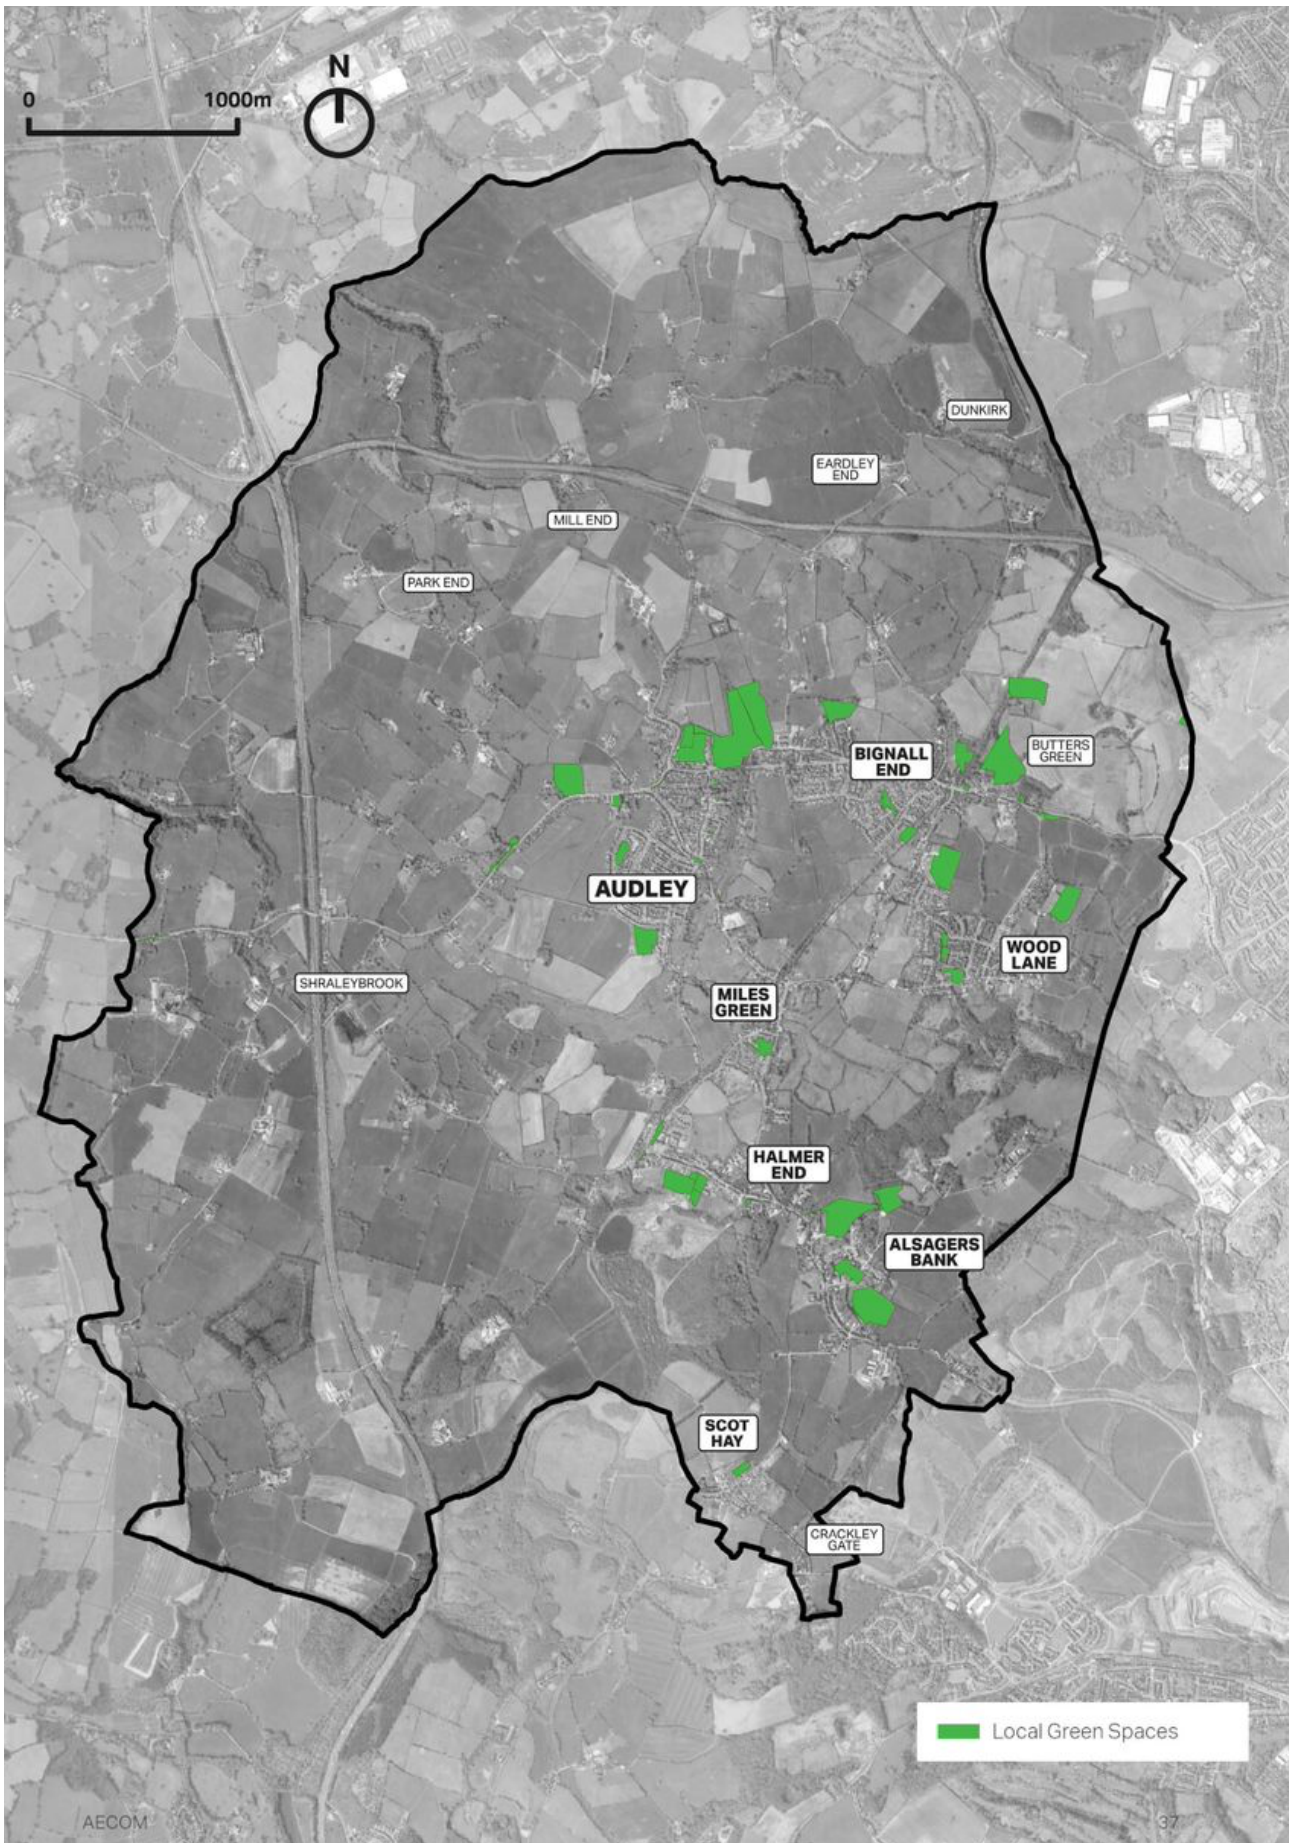 N
0 1000m
DUNKIRK
EARDLEY
END
MILL END
PARK END
BIGNALL
END
BUTTERS
GREEN
AUDLEY
WOOD
LANE
SHRALEYBROOK
MILES
GREEN
HALMER
END
ALSAGERS
BANK
SCOT
HAY
CRACKLEY
GATE
Local Green Spaces
AECOM
37